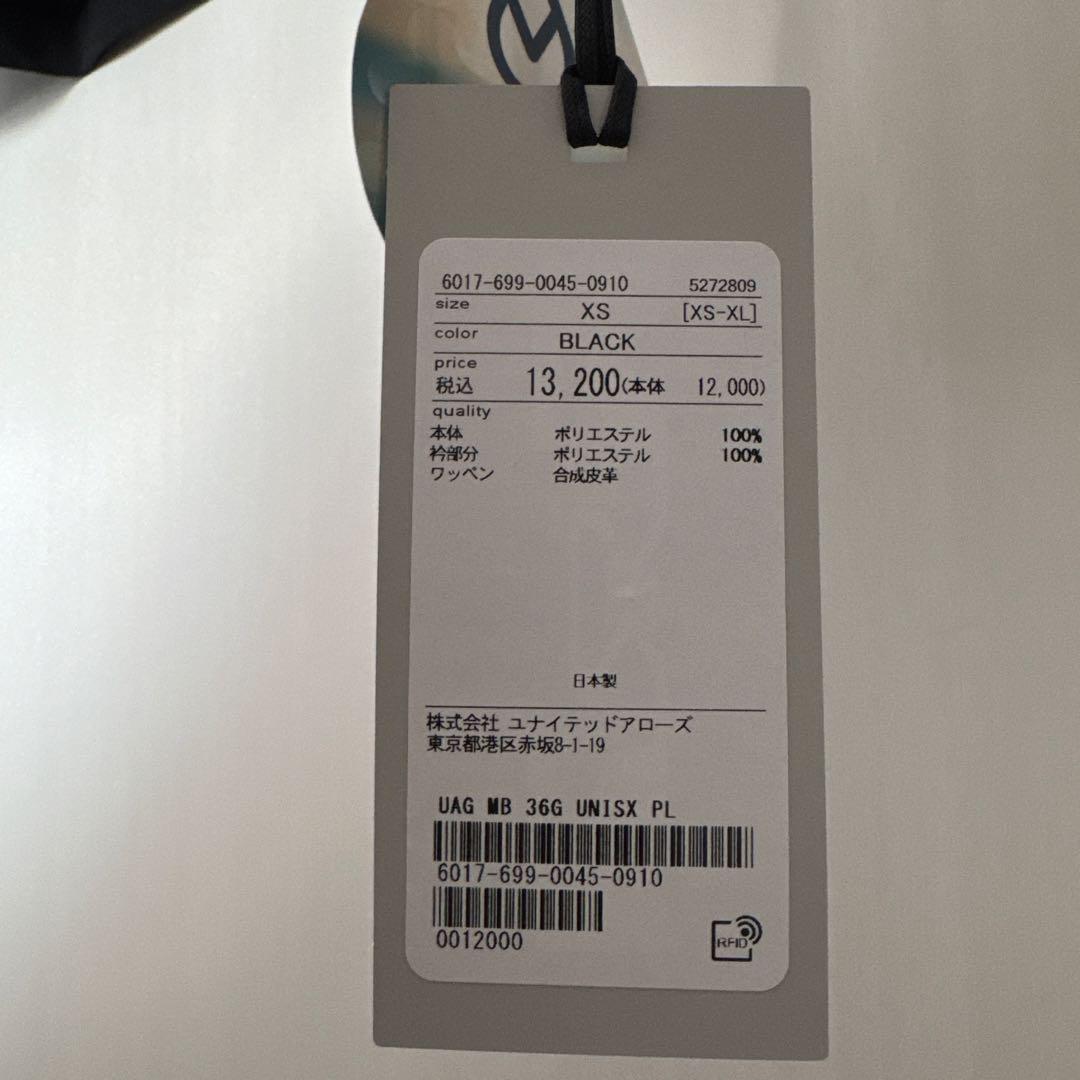 6017-699-0045-0910 5272809
size XS [XS-XL]
color BLACK
price
税込 13,200(本体 12,000)
quality
本体 ポリエステル 100%
衿部分 ポリエステル 100%
ワッペン 合成皮革
日本製
株式会社 ユナイテッドアローズ
東京都港区赤坂8-1-19
UAG MB 36G UNISX PL
6017-699-0045-0910
0012000
RFID